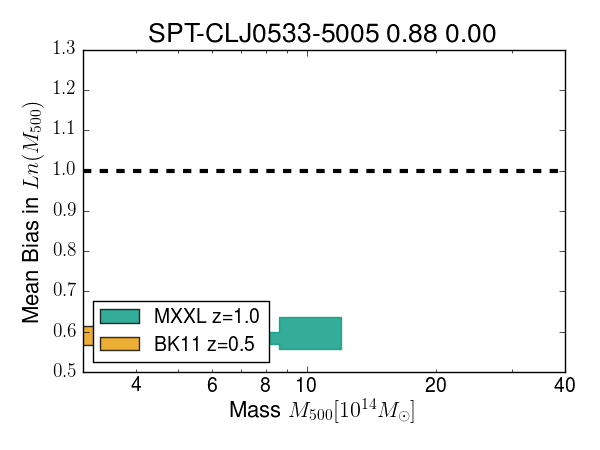 SPT-CLJ0533-5005 0.88 0.00
1.3
1.2
1.1
1.0
0.9
0.8
0.7
0.6
0.5
Mean Bias in Ln(M500)
MXXL z=1.0
BK11 z=0.5
4 6 8 10 20 40
Mass M500[10^14 M⊙]